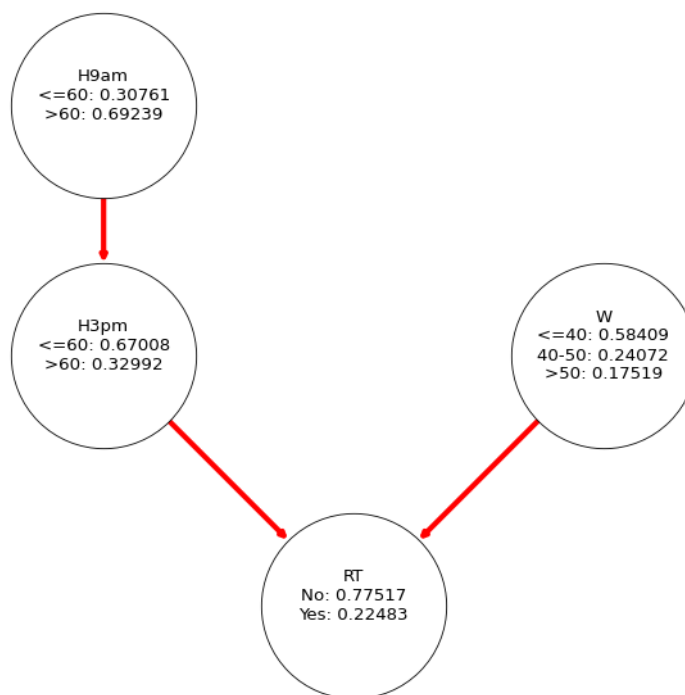 H9am
<=60: 0.30761
>60: 0.69239
H3pm
<=60: 0.67008
>60: 0.32992
W
<=40: 0.58409
40-50: 0.24072
>50: 0.17519
RT
No: 0.77517
Yes: 0.22483